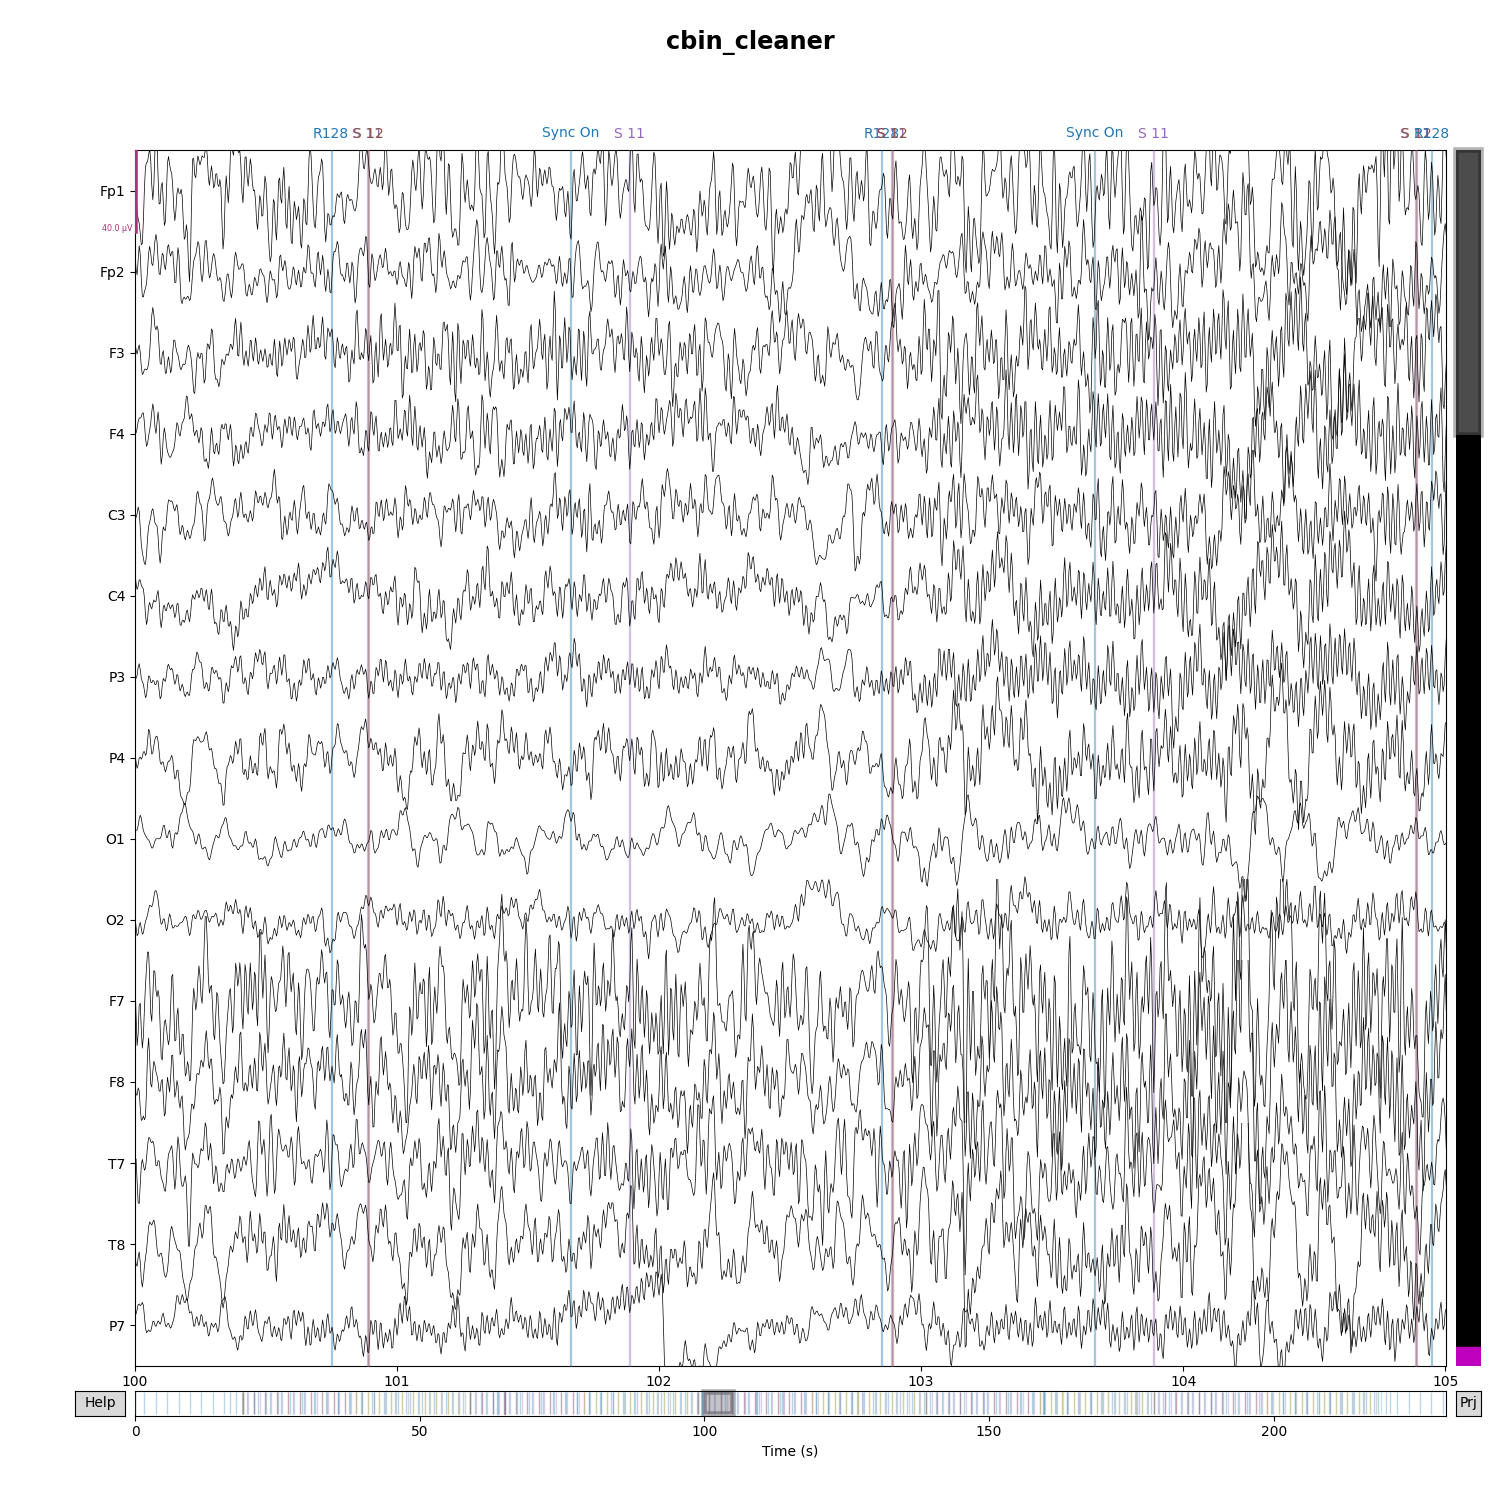 cbin_cleaner
R128 S 12 Sync On S 11 Sync On S 11
Fp1
40.0 µV
Fp2
F3
F4
C3
C4
P3
P4
O1
O2
F7
F8
T7
T8
P7
100 101 102 103 104 105
Help Prj
0 50 100 150 200
Time (s)